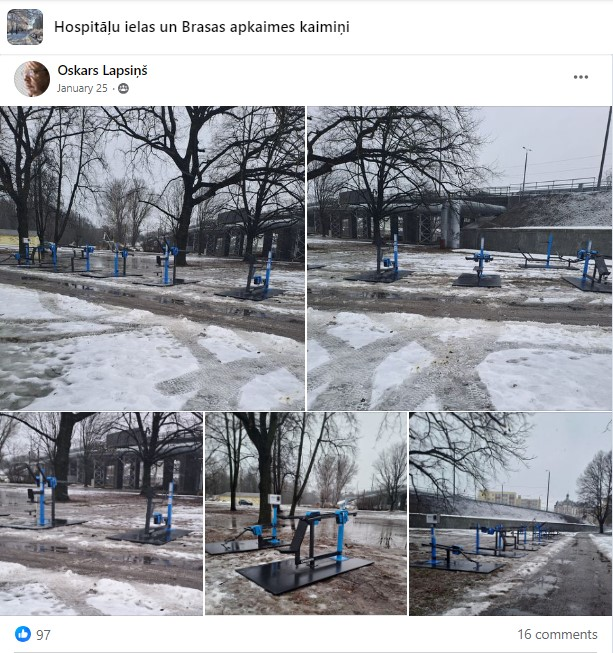 Hospitāļu ielas un Brasas apkaimes kaimiņi
Oskars Lapsiņš
January 25 ·
97
16 comments